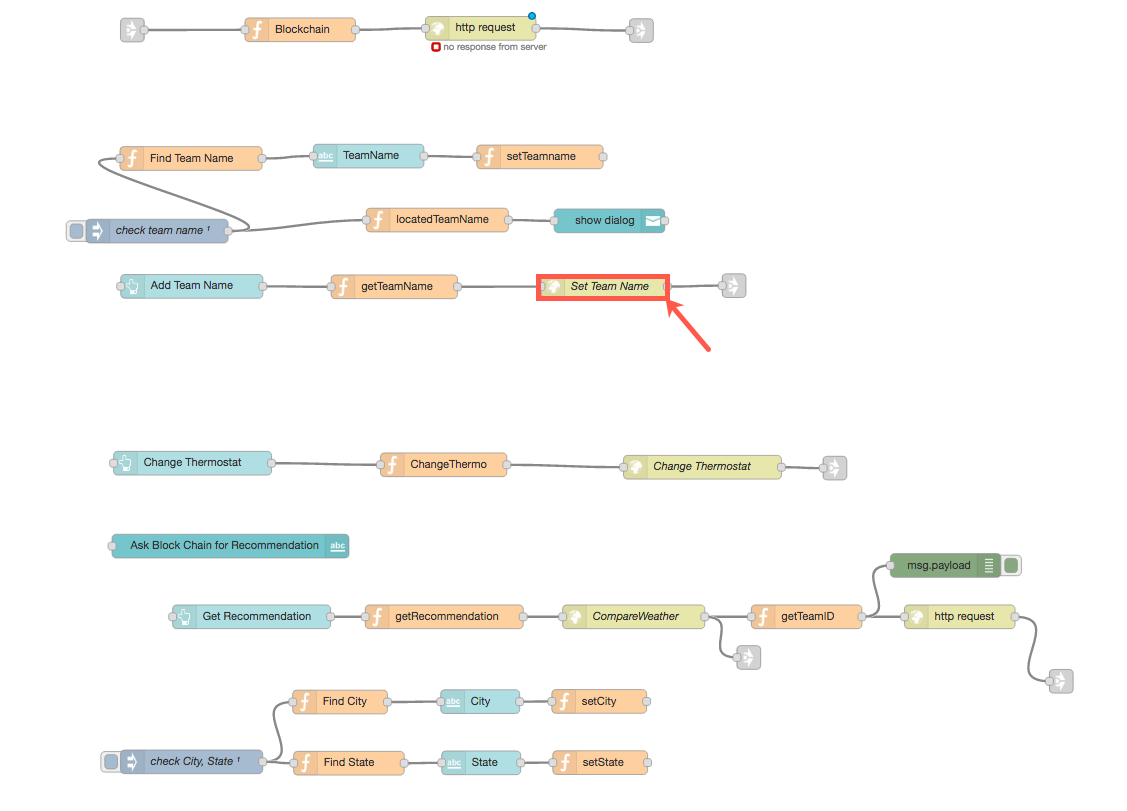 Blockchain
http request
no response from server
Find Team Name
abc
TeamName
setTeamname
check team name ¹
locatedTeamName
show dialog
Add Team Name
getTeamName
Set Team Name
Change Thermostat
ChangeThermo
Change Thermostat
Ask Block Chain for Recommendation
abc
msg.payload
Get Recommendation
getRecommendation
CompareWeather
getTeamID
http request
Find City
abc
City
setCity
check City, State ¹
Find State
abc
State
setState